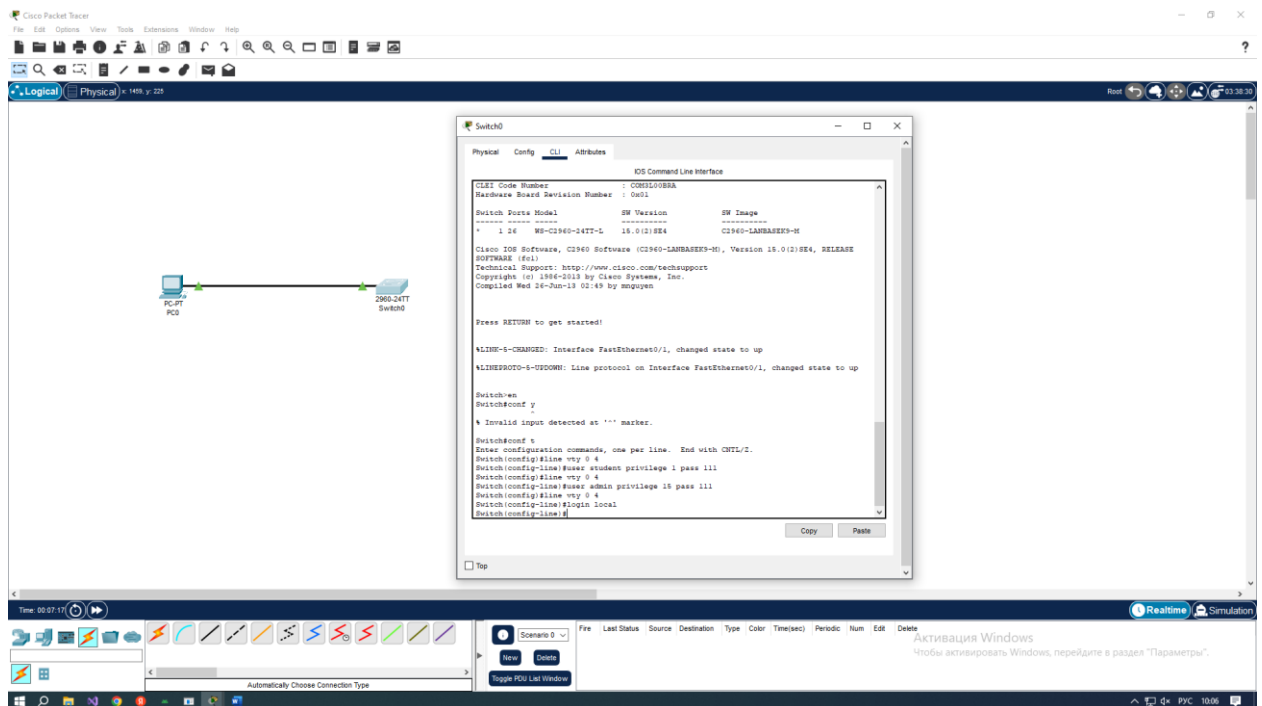 Cisco Packet Tracer
File Edit Options View Tools Extensions Window Help
?
Logical Physical x: 1489, y: 225 Root 03:38:30
Switch0
Physical Config CLI Attributes
IOS Command Line Interface
CLEI Code Number : COM3L00BRA
Hardware Board Revision Number : 0x01
Switch Ports Model SW Version SW Image
------ ----- ----- ---------- ----------
* 1 26 WS-C2960-24TT-L 15.0(2)SE4 C2960-LANBASEK9-M
Cisco IOS Software, C2960 Software (C2960-LANBASEK9-M), Version 15.0(2)SE4, RELEASE
SOFTWARE (fc1)
Technical Support: http://www.cisco.com/techsupport
Copyright (c) 1986-2013 by Cisco Systems, Inc.
Compiled Wed 26-Jun-13 02:49 by mnguyen
Press RETURN to get started!
%LINK-5-CHANGED: Interface FastEthernet0/1, changed state to up
%LINEPROTO-5-UPDOWN: Line protocol on Interface FastEthernet0/1, changed state to up
Switch>en
Switch#conf y
^
% Invalid input detected at '^' marker.
Switch#conf t
Enter configuration commands, one per line. End with CNTL/Z.
Switch(config)#line vty 0 4
Switch(config-line)#user student privilege 1 pass 111
Switch(config)#line vty 0 4
Switch(config-line)#user admin privilege 15 pass 111
Switch(config)#line vty 0 4
Switch(config-line)#login local
Switch(config-line)#
Copy Paste
Top
PC-PT
PC0
2960-24TT
Switch0
Time: 00:07:17 Realtime Simulation
Scenario 0
New Delete
Toggle PDU List Window
Fire Last Status Source Destination Type Color Time(sec) Periodic Num Edit Delete
Активация Windows
Чтобы активировать Windows, перейдите в раздел "Параметры".
Automatically Choose Connection Type
РУС 10:06